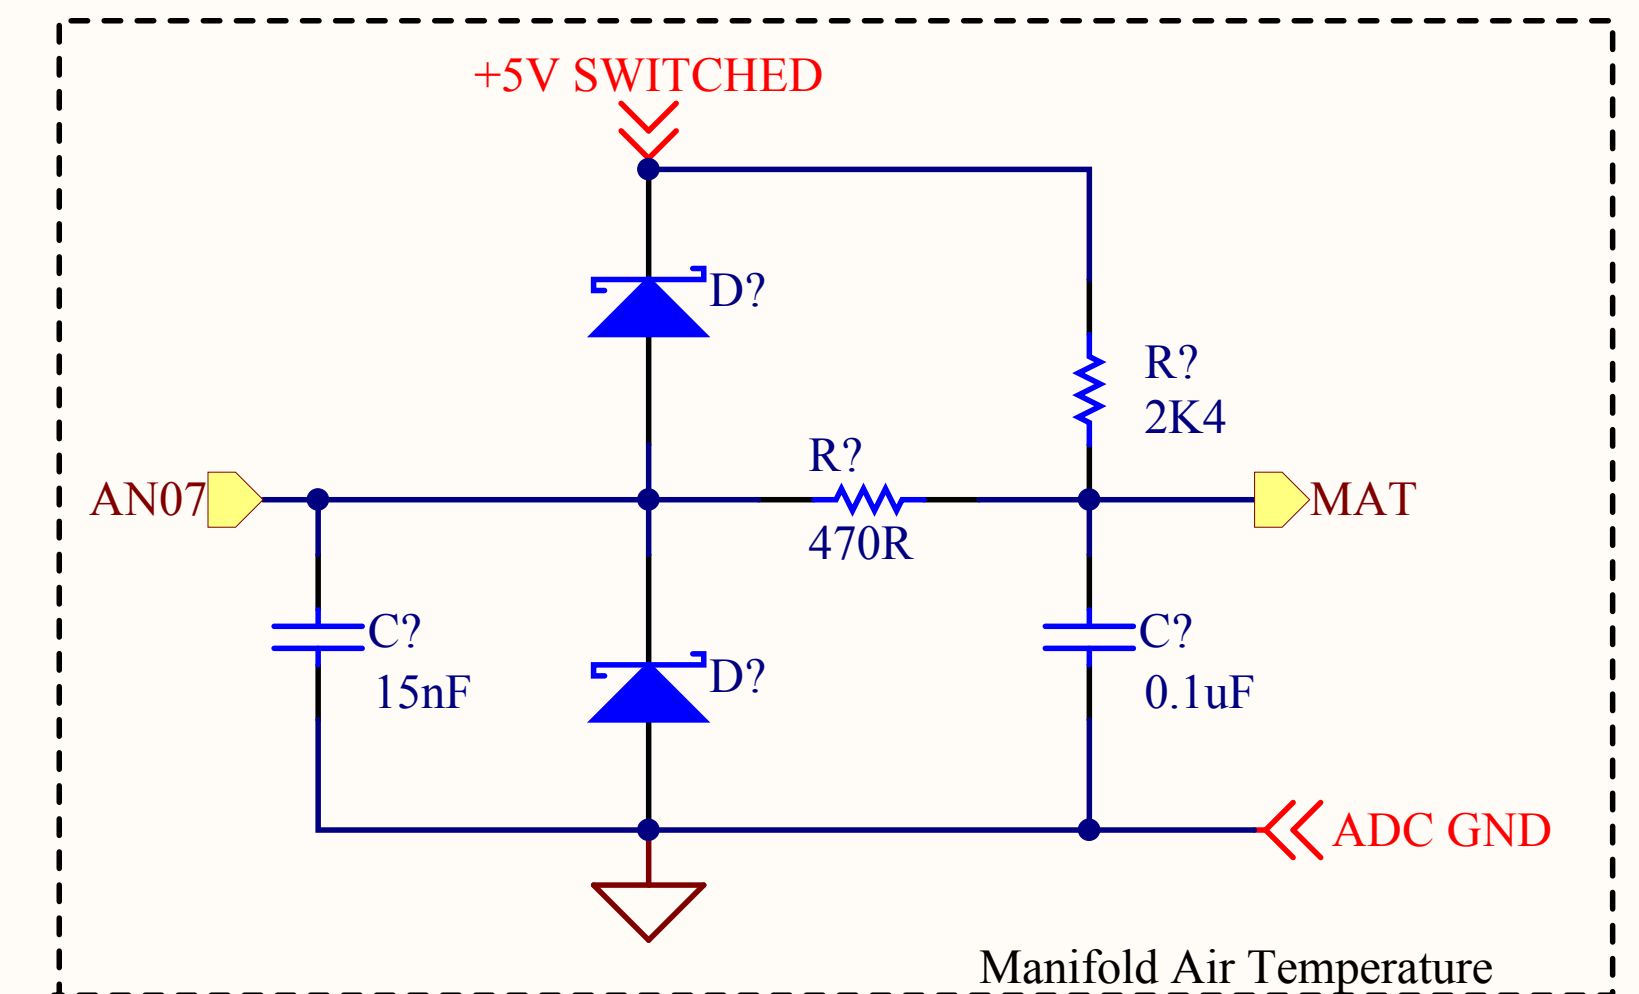 +5V SWITCHED
D?
R?
2K4
R?
AN07
MAT
470R
C?
15nF
D?
C?
0.1uF
ADC GND
Manifold Air Temperature